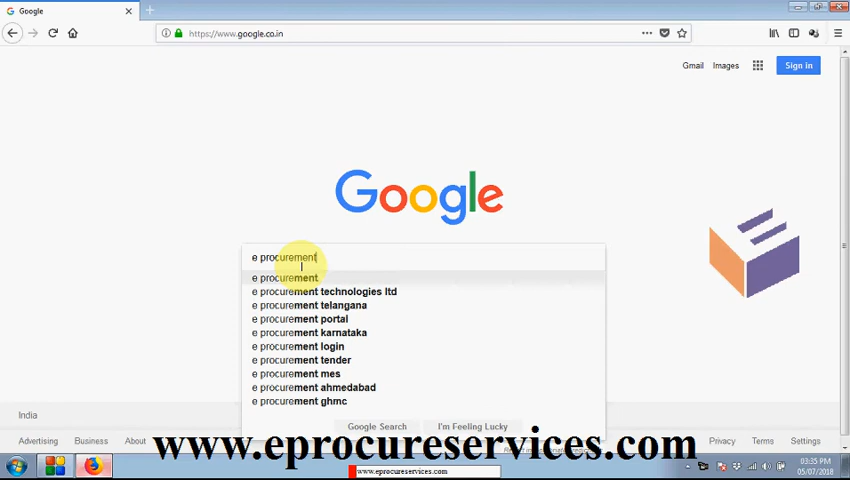 Google
https://www.google.co.in
Gmail Images Sign in
Google
e procurement
e procurement
e procurement technologies ltd
e procurement telangana
e procurement portal
e procurement karnataka
e procurement login
e procurement tender
e procurement mes
e procurement ahmedabad
e procurement ghmc
Google Search I'm Feeling Lucky
India
Advertising Business About Privacy Terms Settings
www.eprocureservices.com
www.eprocureservices.com
03:35 PM
05/07/2018